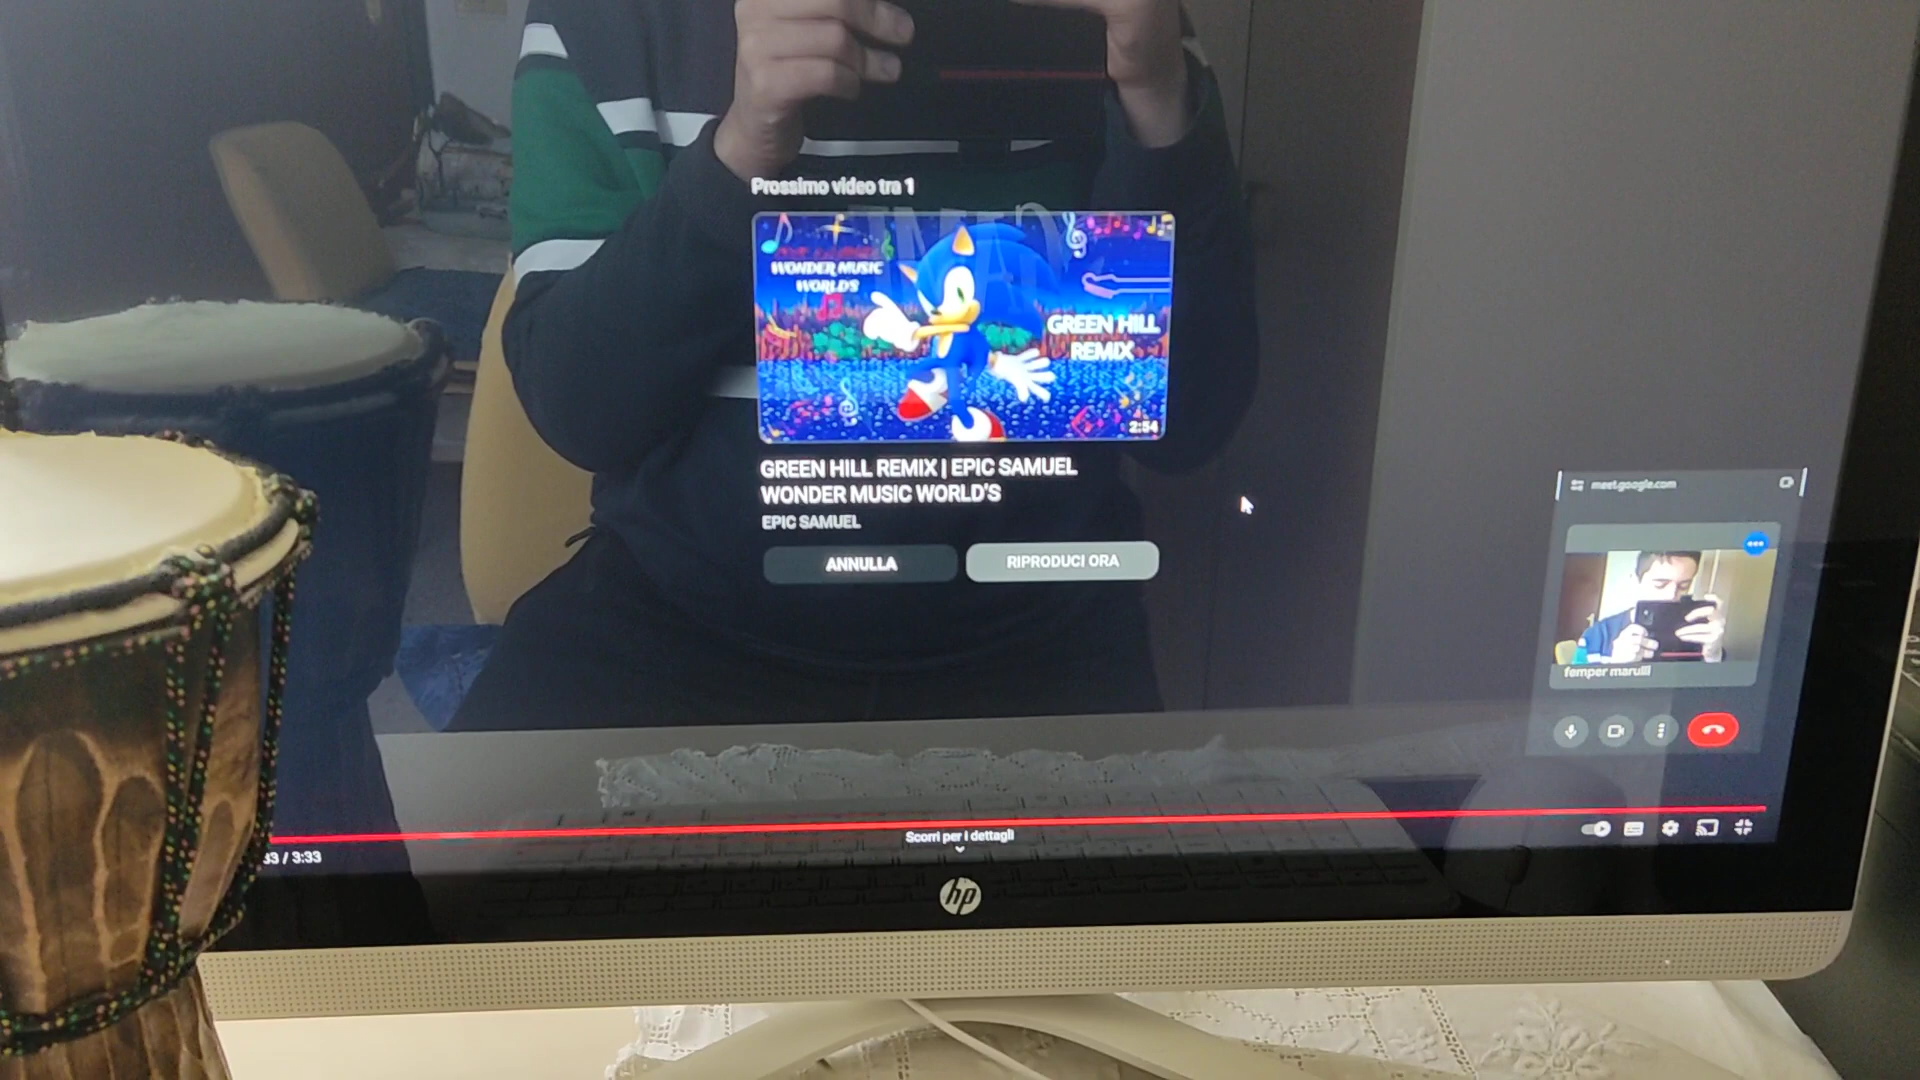 Prossimo video tra 1
WONDER MUSIC
WORLDS
GREEN HILL
REMIX
2:54
GREEN HILL REMIX | EPIC SAMUEL
WONDER MUSIC WORLD'S
EPIC SAMUEL
ANNULLA
RIPRODUCI ORA
meet.google.com
femper marulli
Scorri per i dettagli
33 / 3:33
hp